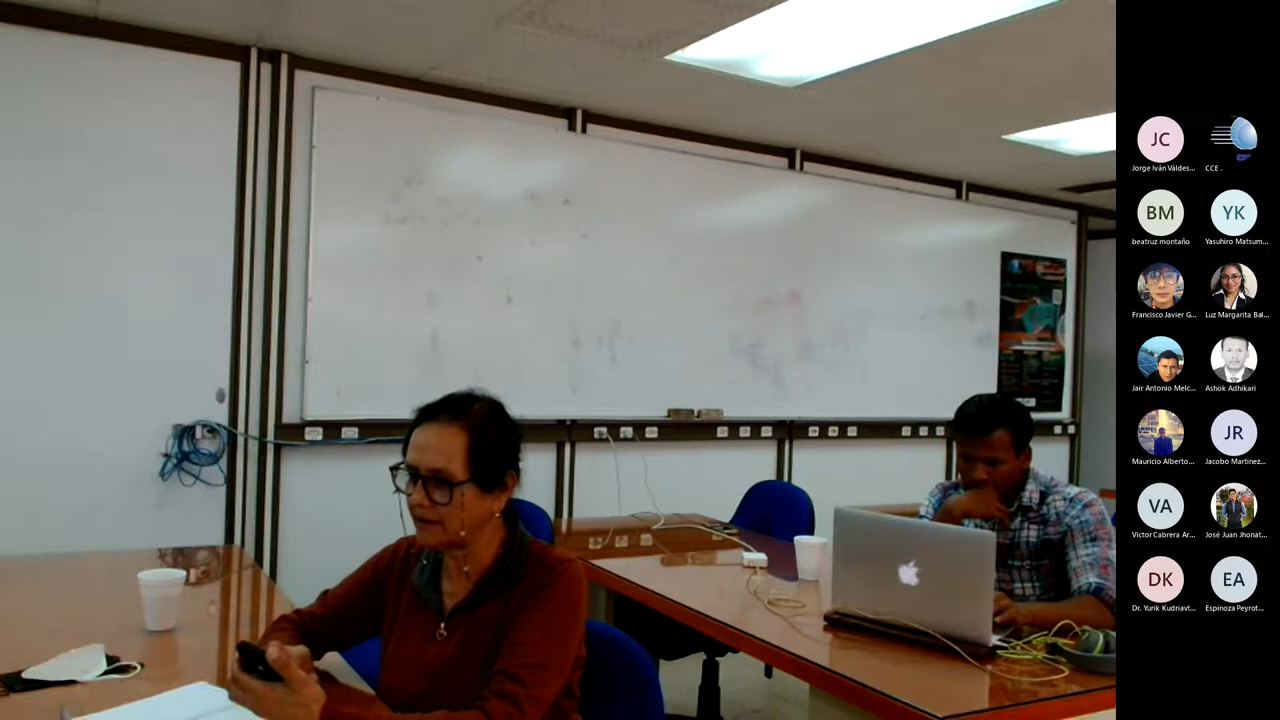 JC
Jorge Iván Váldes...
CCE .
BM
beatruz montaño
YK
Yasuhiro Matsum...
Francisco Javier G...
Luz Margarita Bal...
Jair Antonio Melc...
Ashok Adhikari
Mauricio Alberto...
JR
Jacobo Martinez...
VA
Victor Cabrera Ar...
José Juan Jhonat...
DK
Dr. Yurik Kudriavt...
EA
Espinoza Peyrot...